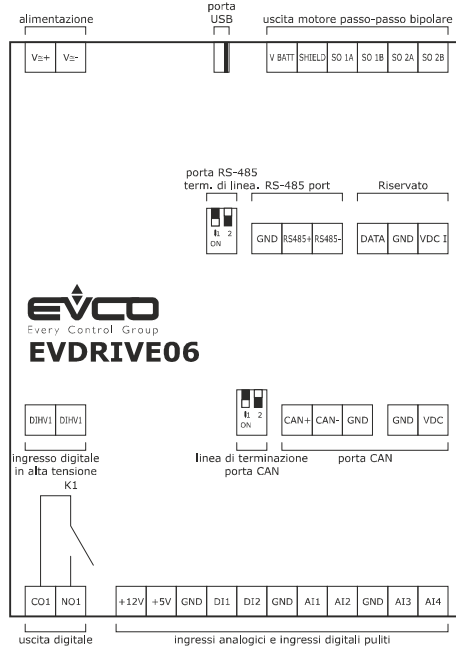 porta
alimentazione USB uscita motore passo-passo bipolare
V≅+ V≅- V BATT SHIELD SO 1A SO 1B SO 2A SO 2B
porta RS-485
term. di linea. RS-485 port Riservato
1 2
ON
GND RS485+ RS485- DATA GND VDC I
EVCO
Every Control Group
EVDRIVE06
1 2
ON
DIHV1 DIHV1 CAN+ CAN- GND GND VDC
ingresso digitale linea di terminazione porta CAN
in alta tensione porta CAN
K1
CO1 NO1 +12V +5V GND DI1 DI2 GND AI1 AI2 GND AI3 AI4
uscita digitale ingressi analogici e ingressi digitali puliti